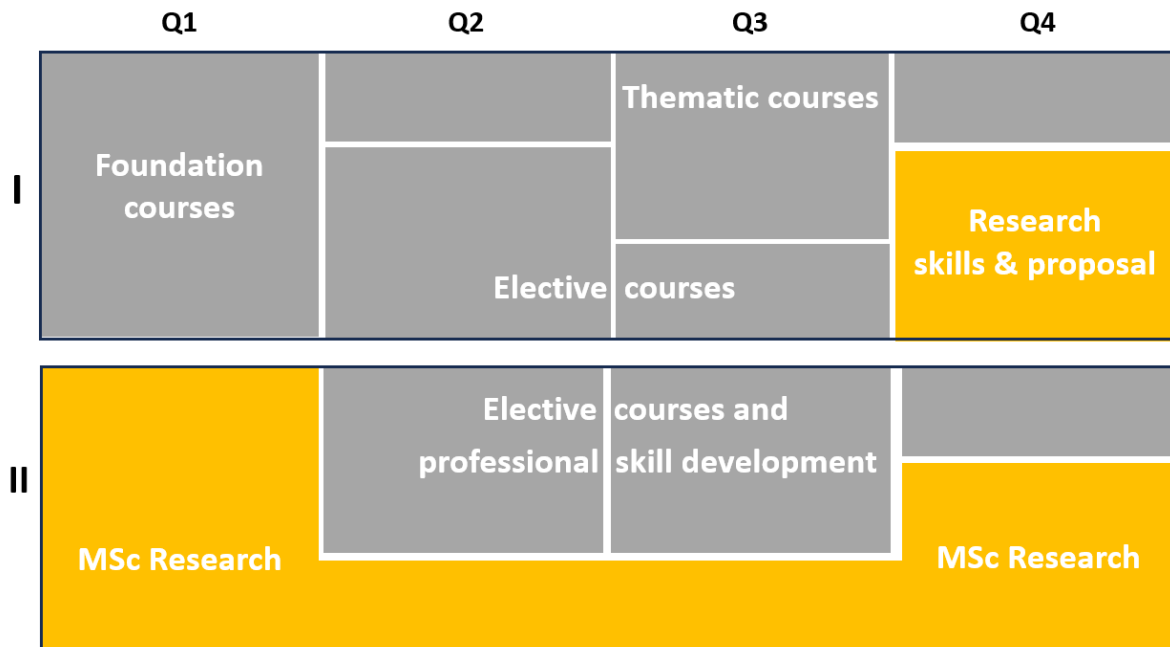 Q1 Q2 Q3 Q4
I
Foundation
courses
Thematic courses
Elective courses
Research
skills & proposal
II
MSc Research
Elective courses and
professional skill development
MSc Research